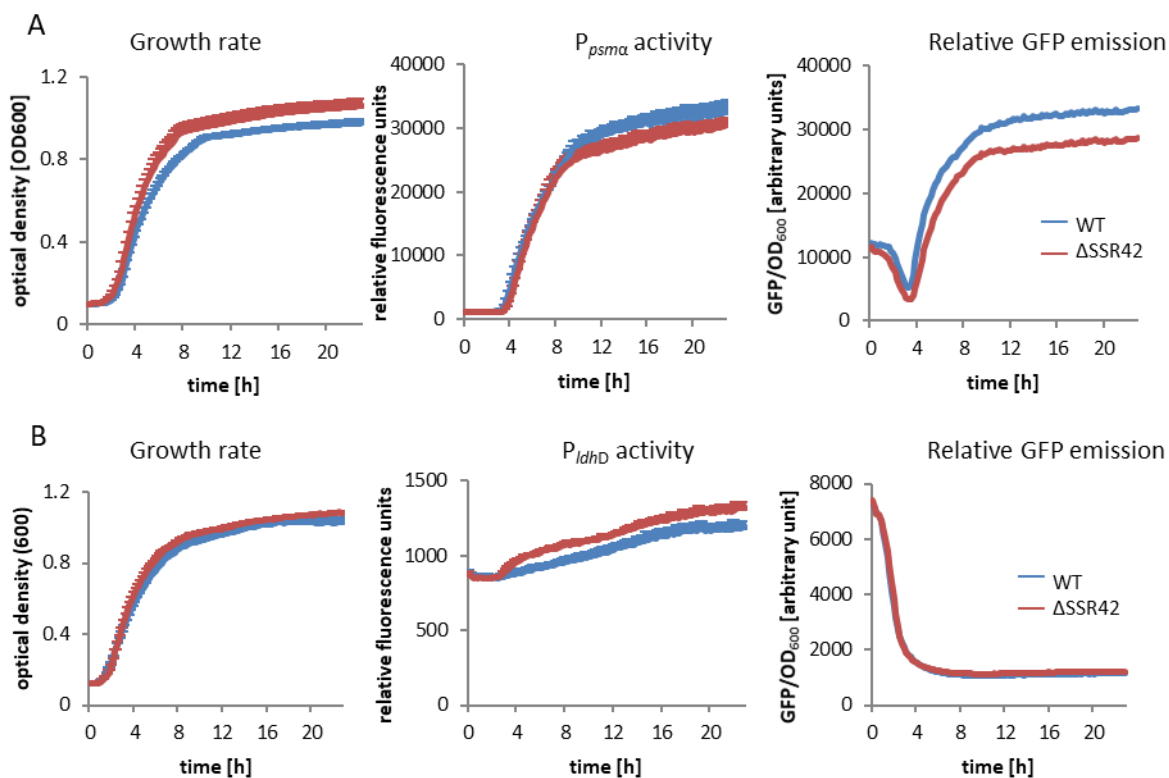 A
Growth rate
optical density [OD600]
1.2
0.8
0.4
0
0 4 8 12 16 20
time [h]
P_psmα activity
relative fluorescence units
40000
30000
20000
10000
0
0 4 8 12 16 20
time [h]
Relative GFP emission
GFP/OD₆₀₀ [arbitrary units]
40000
30000
20000
10000
0
0 4 8 12 16 20
time [h]
WT
ΔSSR42
B
Growth rate
optical density (600)
1.2
0.8
0.4
0
0 4 8 12 16 20
time [h]
P_ldhD activity
relative fluorescence units
1500
1000
500
0
0 4 8 12 16 20
time [h]
Relative GFP emission
GFP/OD₆₀₀ [arbitrary unit]
8000
6000
4000
2000
0
0 4 8 12 16 20
time [h]
WT
ΔSSR42